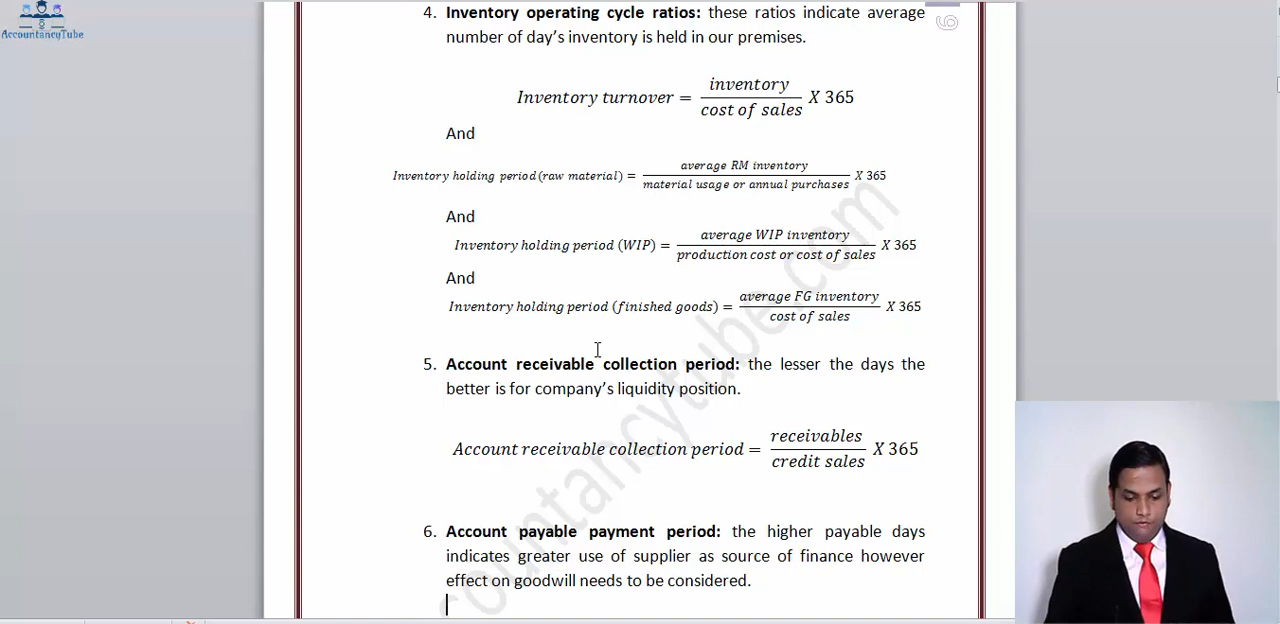 AccountancyTube
4. Inventory operating cycle ratios: these ratios indicate average
number of day's inventory is held in our premises.
Inventory turnover = inventory / cost of sales X 365
And
Inventory holding period (raw material) = average RM inventory / material usage or annual purchases X 365
And
Inventory holding period (WIP) = average WIP inventory / production cost or cost of sales X 365
And
Inventory holding period (finished goods) = average FG inventory / cost of sales X 365
5. Account receivable collection period: the lesser the days the
better is for company's liquidity position.
Account receivable collection period = receivables / credit sales X 365
6. Account payable payment period: the higher payable days
indicates greater use of supplier as source of finance however
effect on goodwill needs to be considered.
countancytube.com